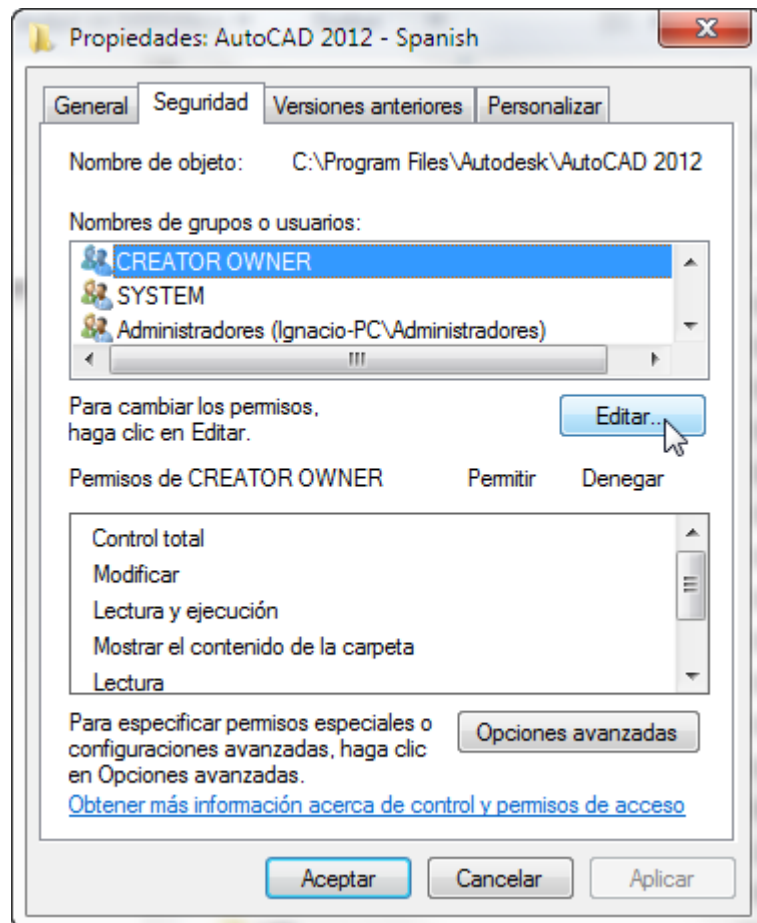 Propiedades: AutoCAD 2012 - Spanish
General Seguridad Versiones anteriores Personalizar
Nombre de objeto: C:\Program Files\Autodesk\AutoCAD 2012
Nombres de grupos o usuarios:
CREATOR OWNER
SYSTEM
Administradores (Ignacio-PC\Administradores)
Para cambiar los permisos,
haga clic en Editar.
Editar...
Permisos de CREATOR OWNER Permitir Denegar
Control total
Modificar
Lectura y ejecución
Mostrar el contenido de la carpeta
Lectura
Para especificar permisos especiales o
configuraciones avanzadas, haga clic
en Opciones avanzadas.
Opciones avanzadas
Obtener más información acerca de control y permisos de acceso
Aceptar Cancelar Aplicar